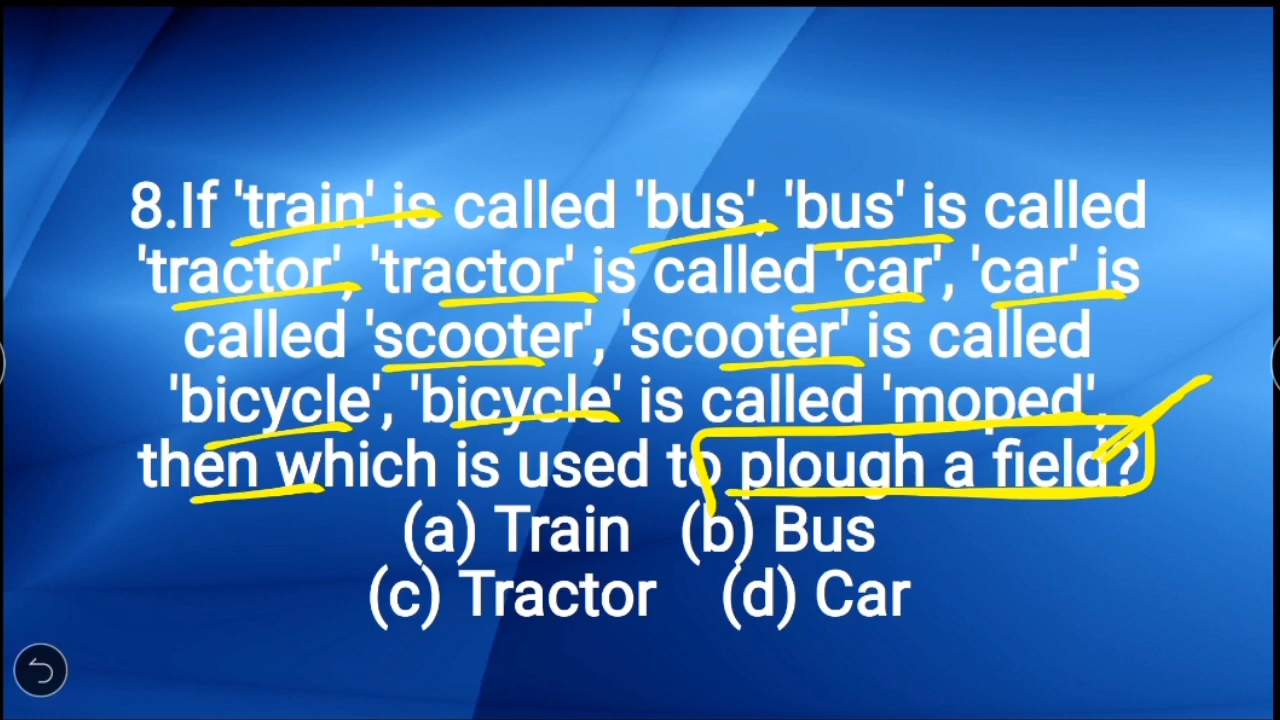 8.If 'train' is called 'bus', 'bus' is called
'tractor', 'tractor' is called 'car', 'car' is
called 'scooter', 'scooter' is called
'bicycle', 'bicycle' is called 'moped',
then which is used to plough a field?
(a) Train (b) Bus
(c) Tractor (d) Car